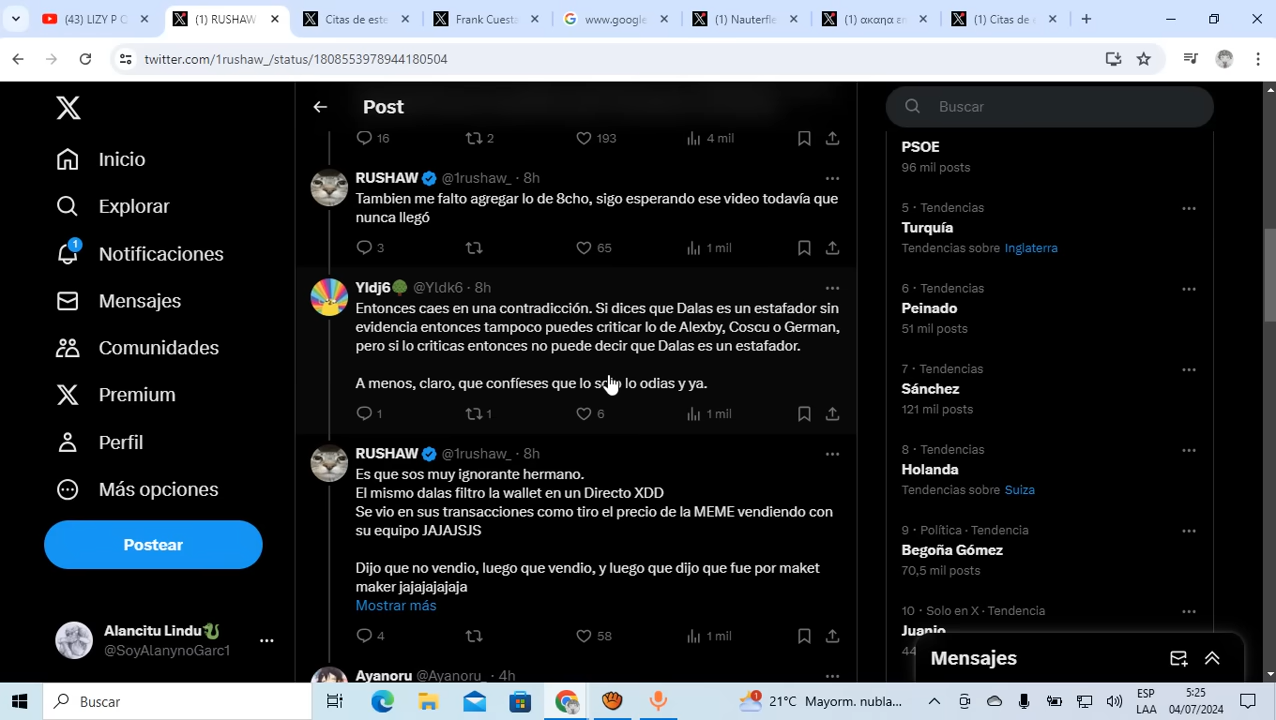 (43) LIZY P Q
(1) RUSHAW
Citas de este
Frank Cuesta
www.google
(1) Nauterfle
(1) ακαηα en
(1) Citas de
twitter.com/1rushaw_/status/1808553978944180504
Inicio
Explorar
1
Notificaciones
Mensajes
Comunidades
Premium
Perfil
Más opciones
Postear
Alancitu Lindu
@SoyAlanynoGarc1
Post
16 2 193 4 mil
RUSHAW @1rushaw_ · 8h
Tambien me falto agregar lo de 8cho, sigo esperando ese video todavía que
nunca llegó
3 65 1 mil
Yldj6 @Yldk6 · 8h
Entonces caes en una contradicción. Si dices que Dalas es un estafador sin
evidencia entonces tampoco puedes criticar lo de Alexby, Coscu o German,
pero si lo criticas entonces no puede decir que Dalas es un estafador.
A menos, claro, que confíeses que lo solo lo odias y ya.
1 1 6 1 mil
RUSHAW @1rushaw_ · 8h
Es que sos muy ignorante hermano.
El mismo dalas filtro la wallet en un Directo XDD
Se vio en sus transacciones como tiro el precio de la MEME vendiendo con
su equipo JAJAJSJS
Dijo que no vendio, luego que vendio, y luego que dijo que fue por maket
maker jajajajajaja
Mostrar más
4 58 1 mil
Ayanoru @Ayanoru_ · 4h
Buscar
PSOE
96 mil posts
5 · Tendencias
Turquía
Tendencias sobre Inglaterra
6 · Tendencias
Peinado
51 mil posts
7 · Tendencias
Sánchez
121 mil posts
8 · Tendencias
Holanda
Tendencias sobre Suiza
9 · Política · Tendencia
Begoña Gómez
70,5 mil posts
10 · Solo en X · Tendencia
Juanjo
Mensajes
Buscar
1
21°C Mayorm. nubla...
ESP
LAA
5:25
04/07/2024